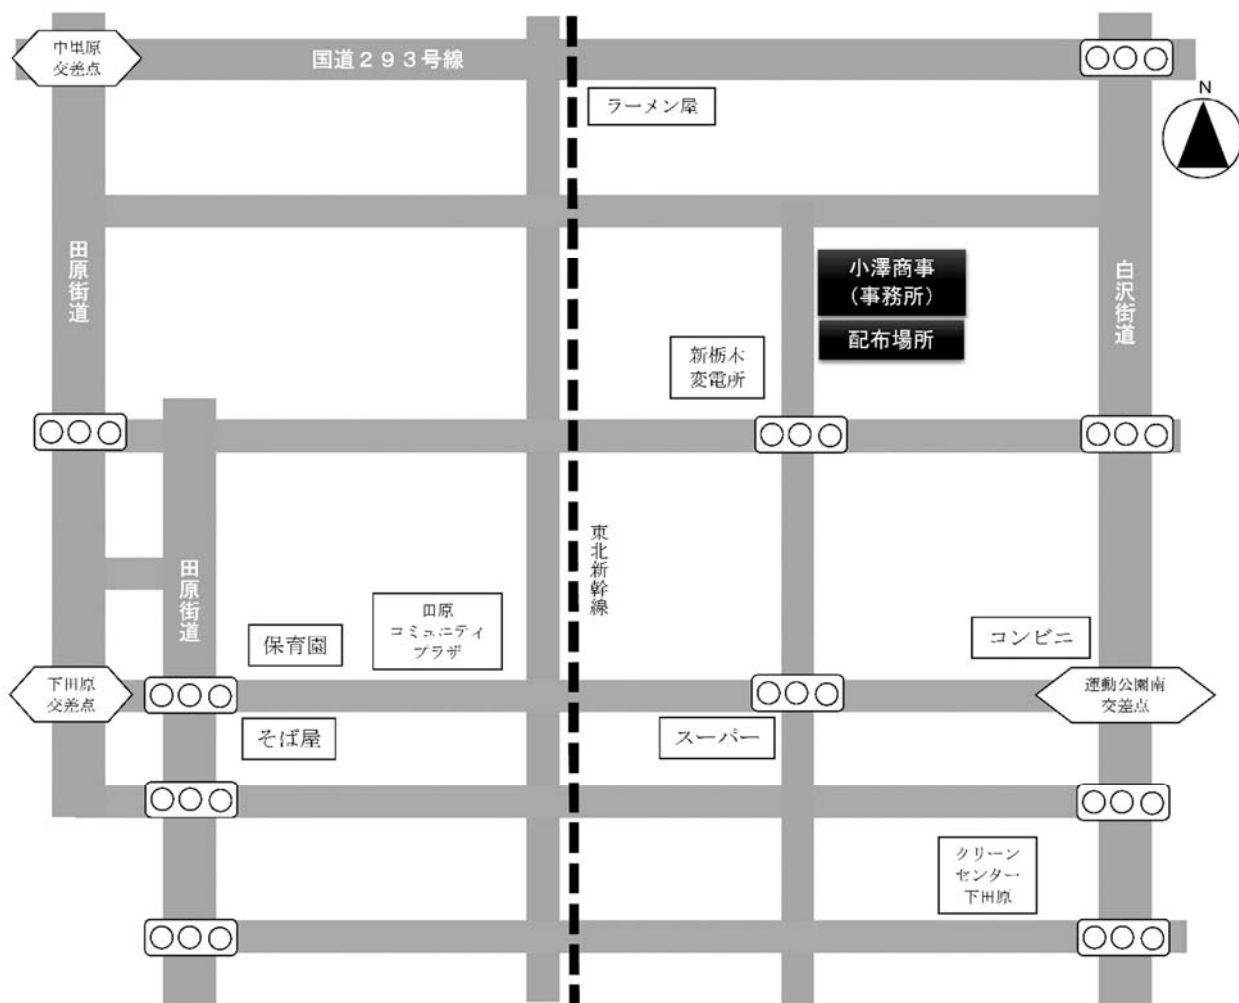 中里原
交差点
国道２９３号線
N
ラーメン屋
田原街道
小澤商事
（事務所）
配布場所
白沢街道
新栃木
変電所
東北新幹線
田原街道
田原
コミュニティ
プラザ
保育園
コンビニ
下田原
交差点
運動公園南
交差点
そば屋
スーパー
クリーン
センター
下田原